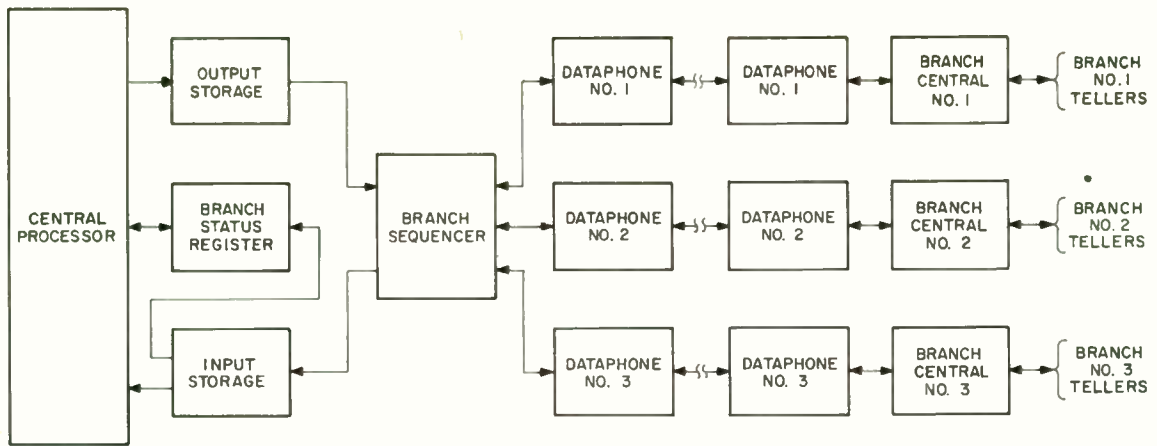 CENTRAL
PROCESSOR
OUTPUT
STORAGE
BRANCH
STATUS
REGISTER
INPUT
STORAGE
BRANCH
SEQUENCER
DATAPHONE
NO. 1
DATAPHONE
NO. 1
BRANCH
CENTRAL
NO. 1
BRANCH
NO. 1
TELLERS
DATAPHONE
NO. 2
DATAPHONE
NO. 2
BRANCH
CENTRAL
NO. 2
BRANCH
NO. 2
TELLERS
DATAPHONE
NO. 3
DATAPHONE
NO. 3
BRANCH
CENTRAL
NO. 3
BRANCH
NO. 3
TELLERS